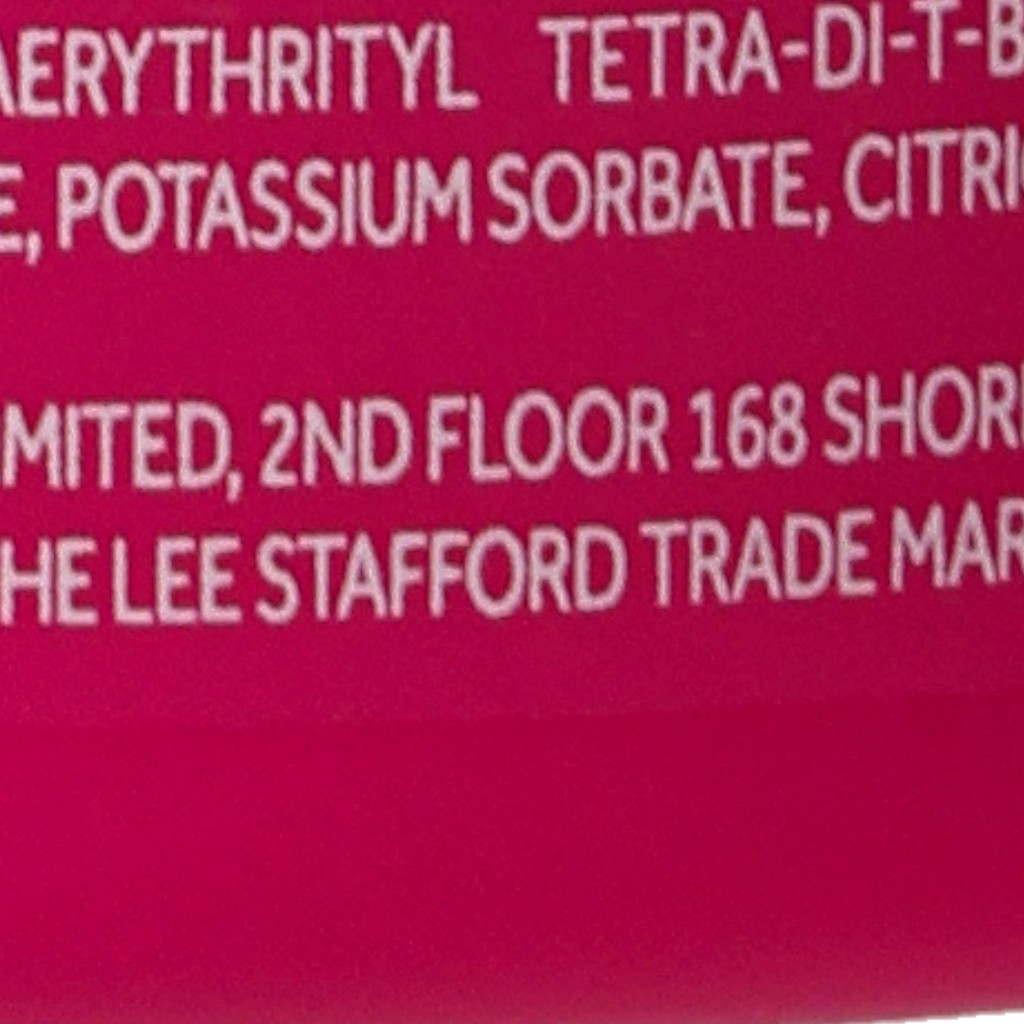 AERYTHRITYL TETRA-DI-T-B
E, POTASSIUM SORBATE, CITRI
MITED, 2ND FLOOR 168 SHOR
HE LEE STAFFORD TRADE MAR